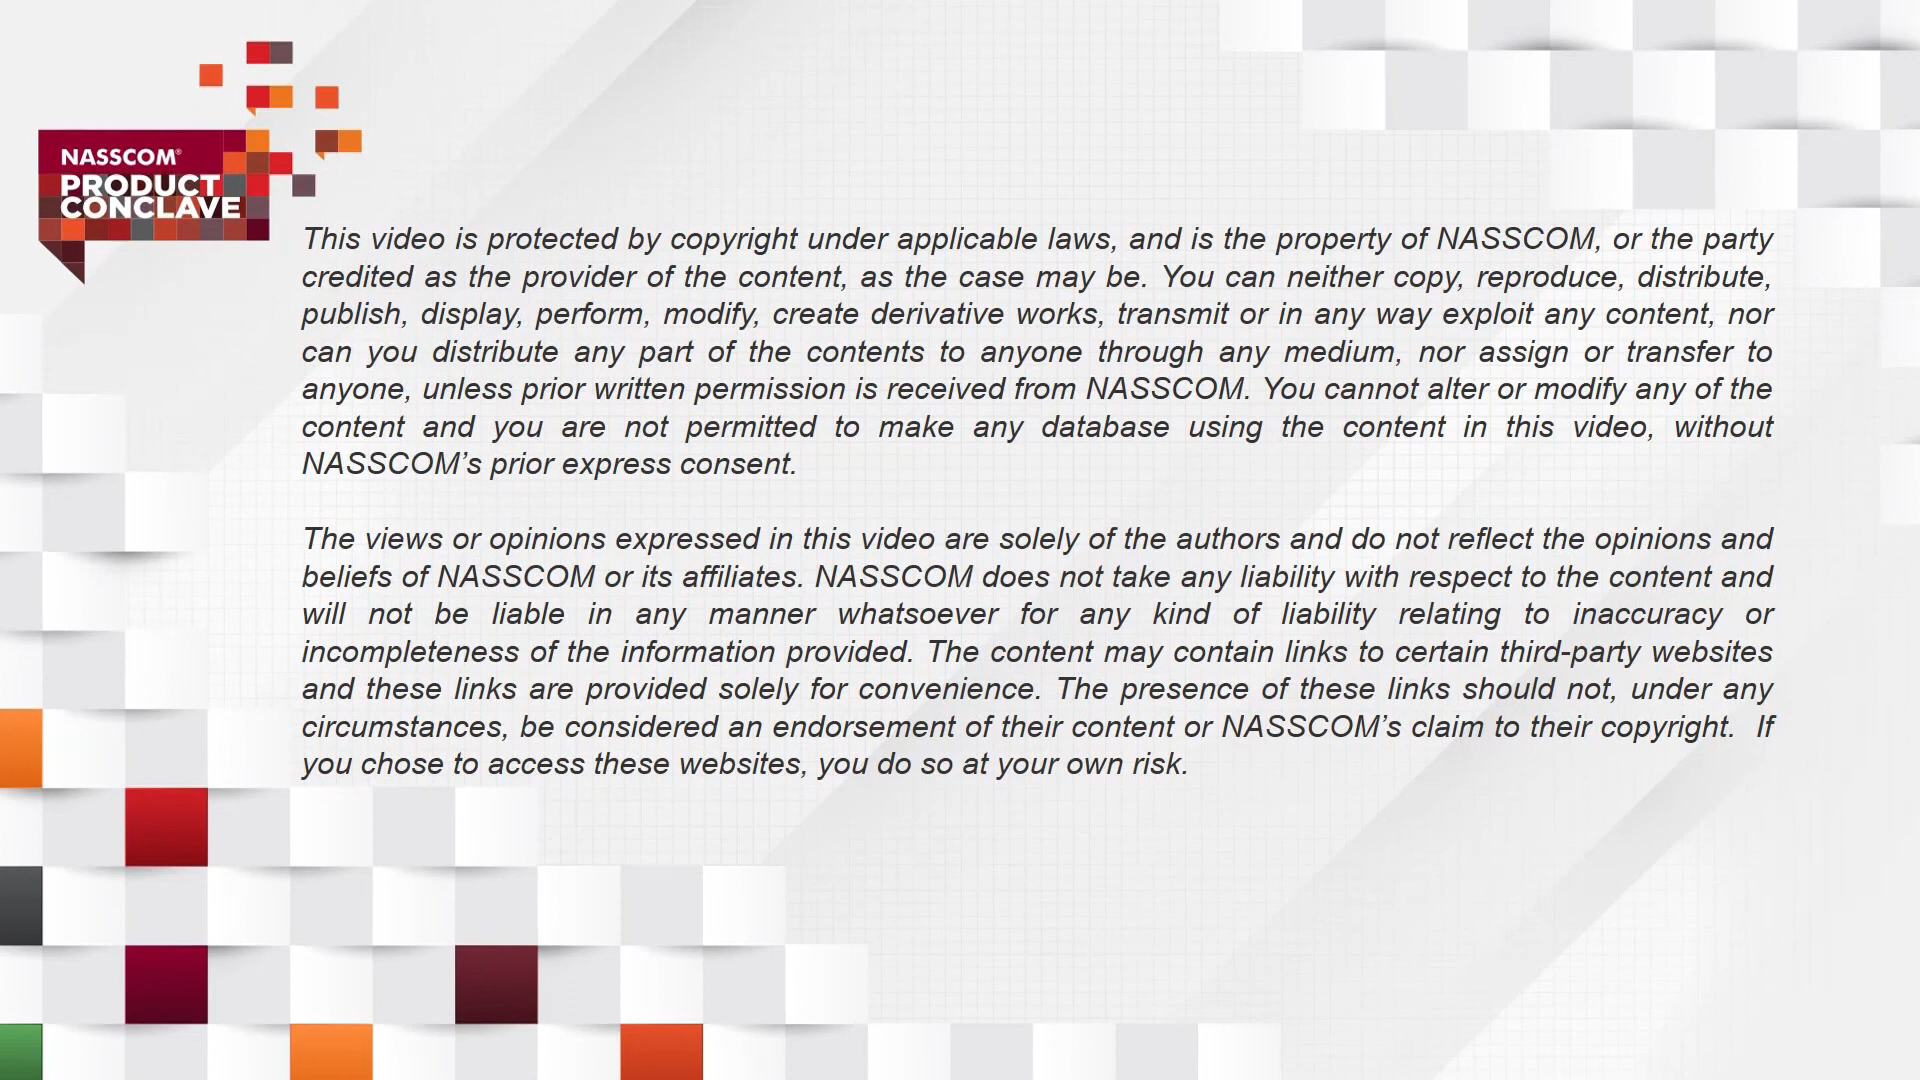 NASSCOM®
PRODUCT
CONCLAVE
This video is protected by copyright under applicable laws, and is the property of NASSCOM, or the party
credited as the provider of the content, as the case may be. You can neither copy, reproduce, distribute,
publish, display, perform, modify, create derivative works, transmit or in any way exploit any content, nor
can you distribute any part of the contents to anyone through any medium, nor assign or transfer to
anyone, unless prior written permission is received from NASSCOM. You cannot alter or modify any of the
content and you are not permitted to make any database using the content in this video, without
NASSCOM’s prior express consent.
The views or opinions expressed in this video are solely of the authors and do not reflect the opinions and
beliefs of NASSCOM or its affiliates. NASSCOM does not take any liability with respect to the content and
will not be liable in any manner whatsoever for any kind of liability relating to inaccuracy or
incompleteness of the information provided. The content may contain links to certain third-party websites
and these links are provided solely for convenience. The presence of these links should not, under any
circumstances, be considered an endorsement of their content or NASSCOM’s claim to their copyright.  If
you chose to access these websites, you do so at your own risk.